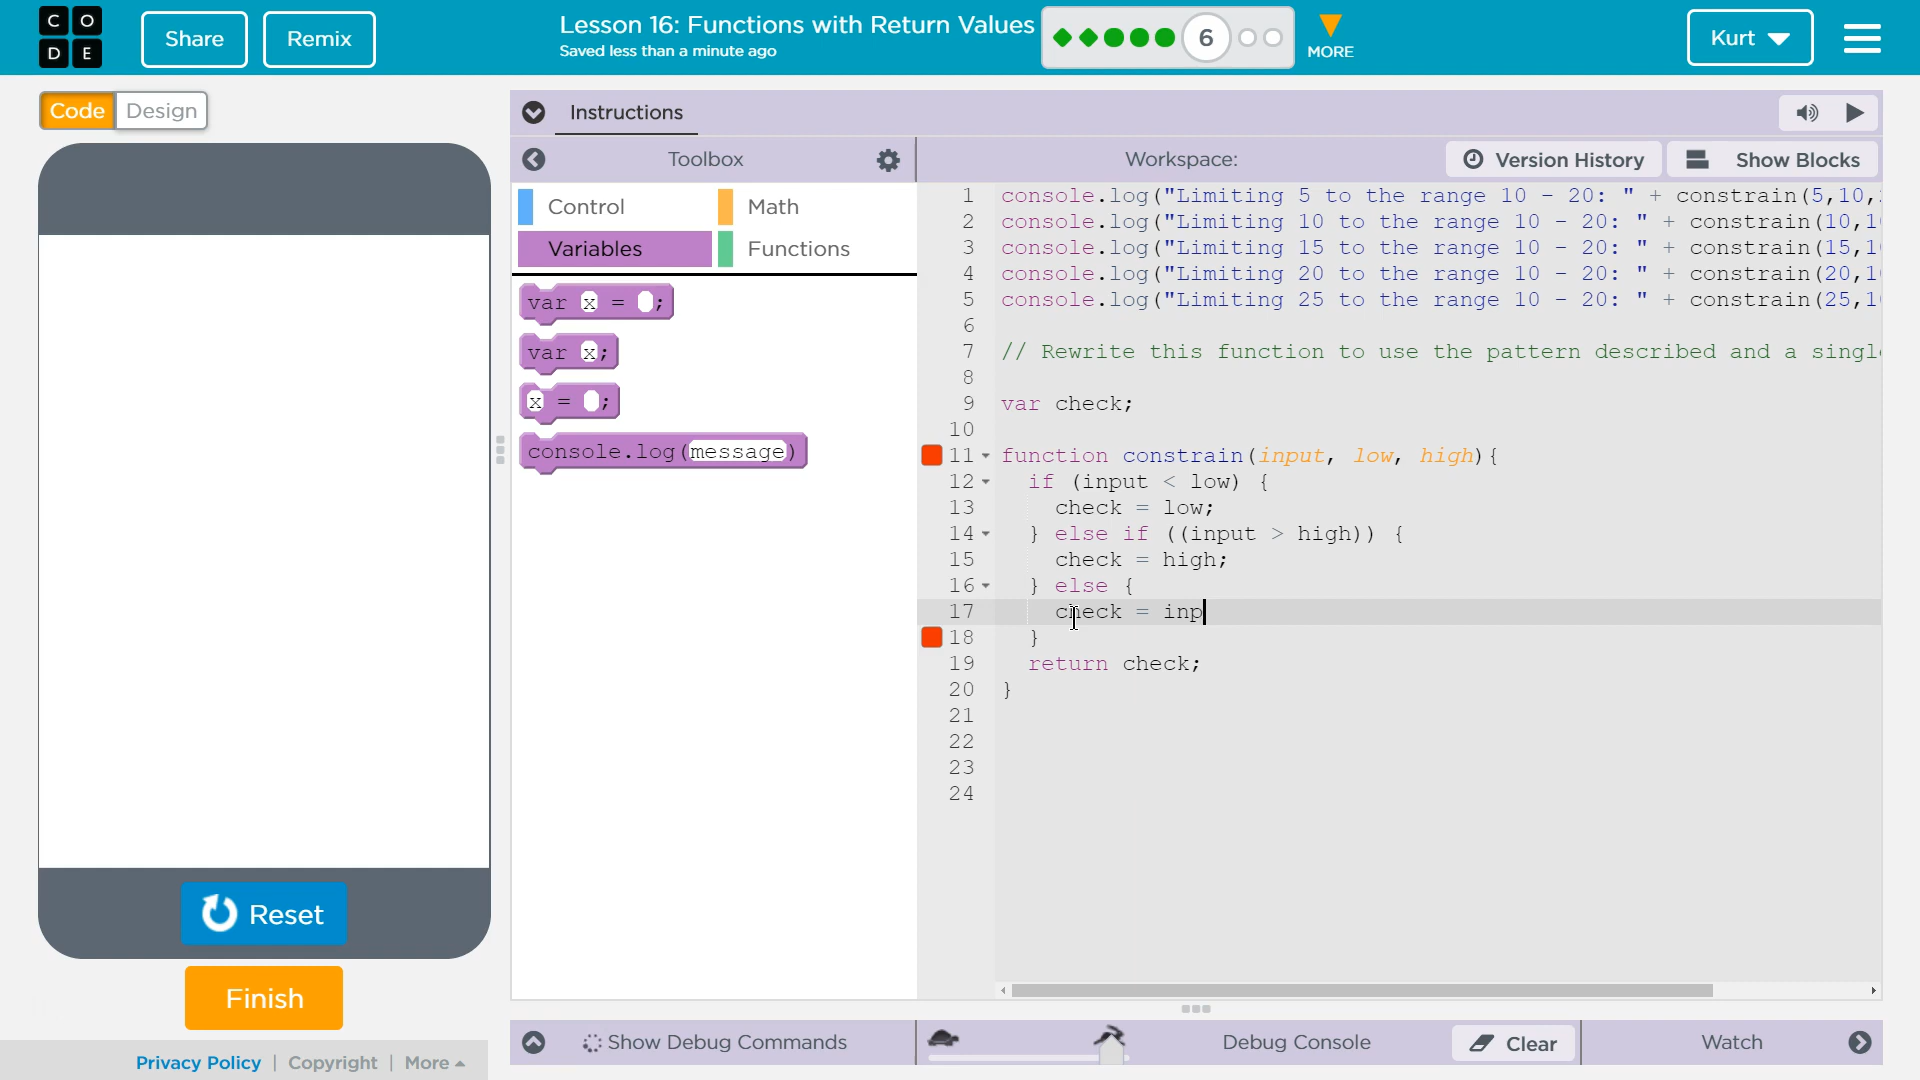 CODE
Share
Remix
Lesson 16: Functions with Return Values
Saved less than a minute ago
6
MORE
Kurt
Code
Design
Instructions
Toolbox
Workspace:
Version History
Show Blocks
Control
Math
Variables
Functions
var x = ;
var x;
x = ;
console.log(message)
1 console.log("Limiting 5 to the range 10 - 20: " + constrain(5,10,
2 console.log("Limiting 10 to the range 10 - 20: " + constrain(10,1
3 console.log("Limiting 15 to the range 10 - 20: " + constrain(15,1
4 console.log("Limiting 20 to the range 10 - 20: " + constrain(20,1
5 console.log("Limiting 25 to the range 10 - 20: " + constrain(25,1
6
7 // Rewrite this function to use the pattern described and a singl
8
9 var check;
10
11 function constrain(input, low, high){
12 if (input < low) {
13 check = low;
14 } else if ((input > high)) {
15 check = high;
16 } else {
17 check = inp
18 }
19 return check;
20 }
21
22
23
24
Reset
Finish
Privacy Policy | Copyright | More
Show Debug Commands
Debug Console
Clear
Watch